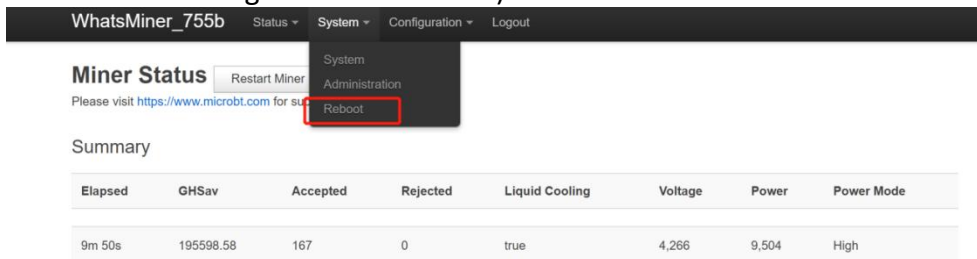 WhatsMiner_755b Status System Configuration Logout
System
Administration
Reboot
Miner Status Restart Miner
Please visit https://www.microbt.com for
Summary
Elapsed GHSav Accepted Rejected Liquid Cooling Voltage Power Power Mode
9m 50s 195598.58 167 0 true 4,266 9,504 High